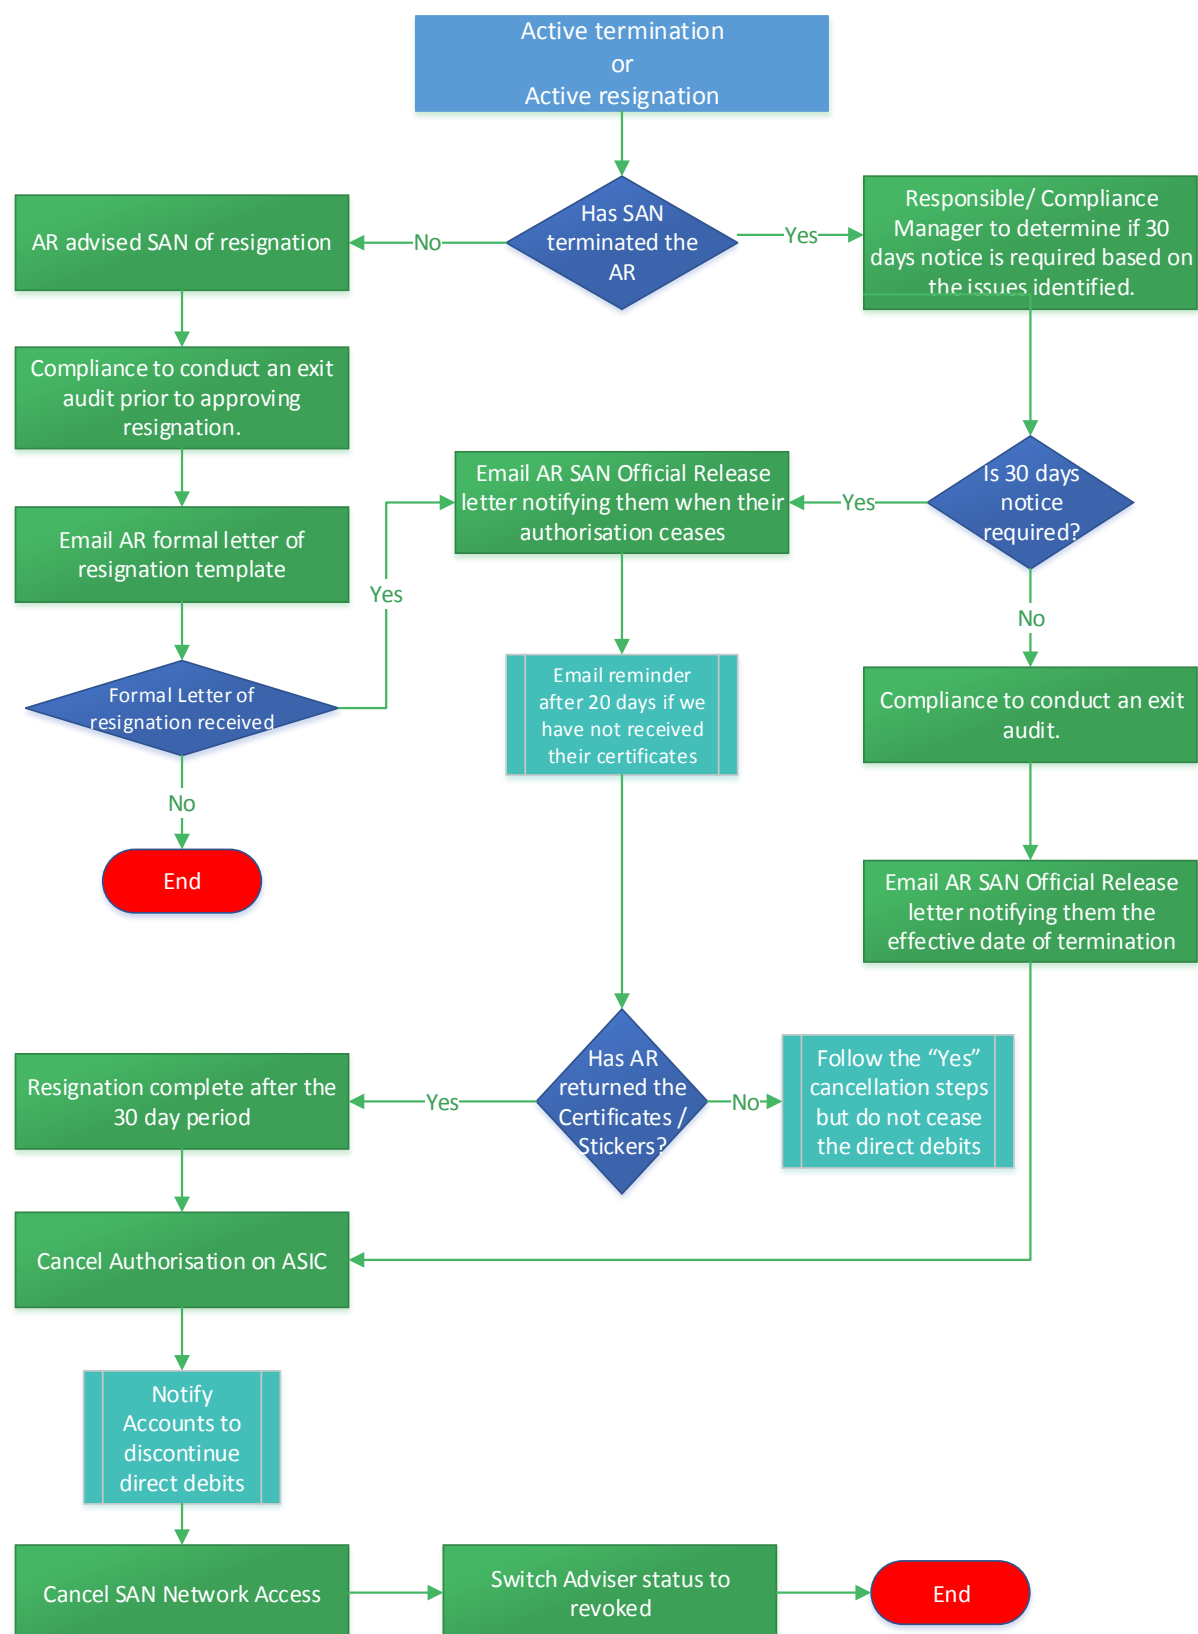 Active termination
or
Active resignation
Has SAN
terminated the
AR
No
Yes
AR advised SAN of resignation
Responsible/ Compliance
Manager to determine if 30
days notice is required based on
the issues identified.
Compliance to conduct an exit
audit prior to approving
resignation.
Email AR formal letter of
resignation template
Formal Letter of
resignation received
Yes
No
End
Email AR SAN Official Release
letter notifying them when their
authorisation ceases
Yes
Is 30 days
notice
required?
No
Email reminder
after 20 days if we
have not received
their certificates
Compliance to conduct an exit
audit.
Email AR SAN Official Release
letter notifying them the
effective date of termination
Has AR
returned the
Certificates /
Stickers?
Yes
No
Resignation complete after the
30 day period
Follow the “Yes”
cancellation steps
but do not cease
the direct debits
Cancel Authorisation on ASIC
Notify
Accounts to
discontinue
direct debits
Cancel SAN Network Access
Switch Adviser status to
revoked
End